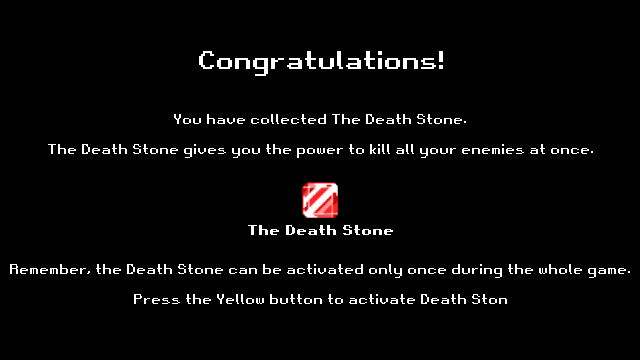 Congratulations!
You have collected The Death Stone.
The Death Stone gives you the power to kill all your enemies at once.
The Death Stone
Remember, the Death Stone can be activated only once during the whole game.
Press the Yellow button to activate Death Ston